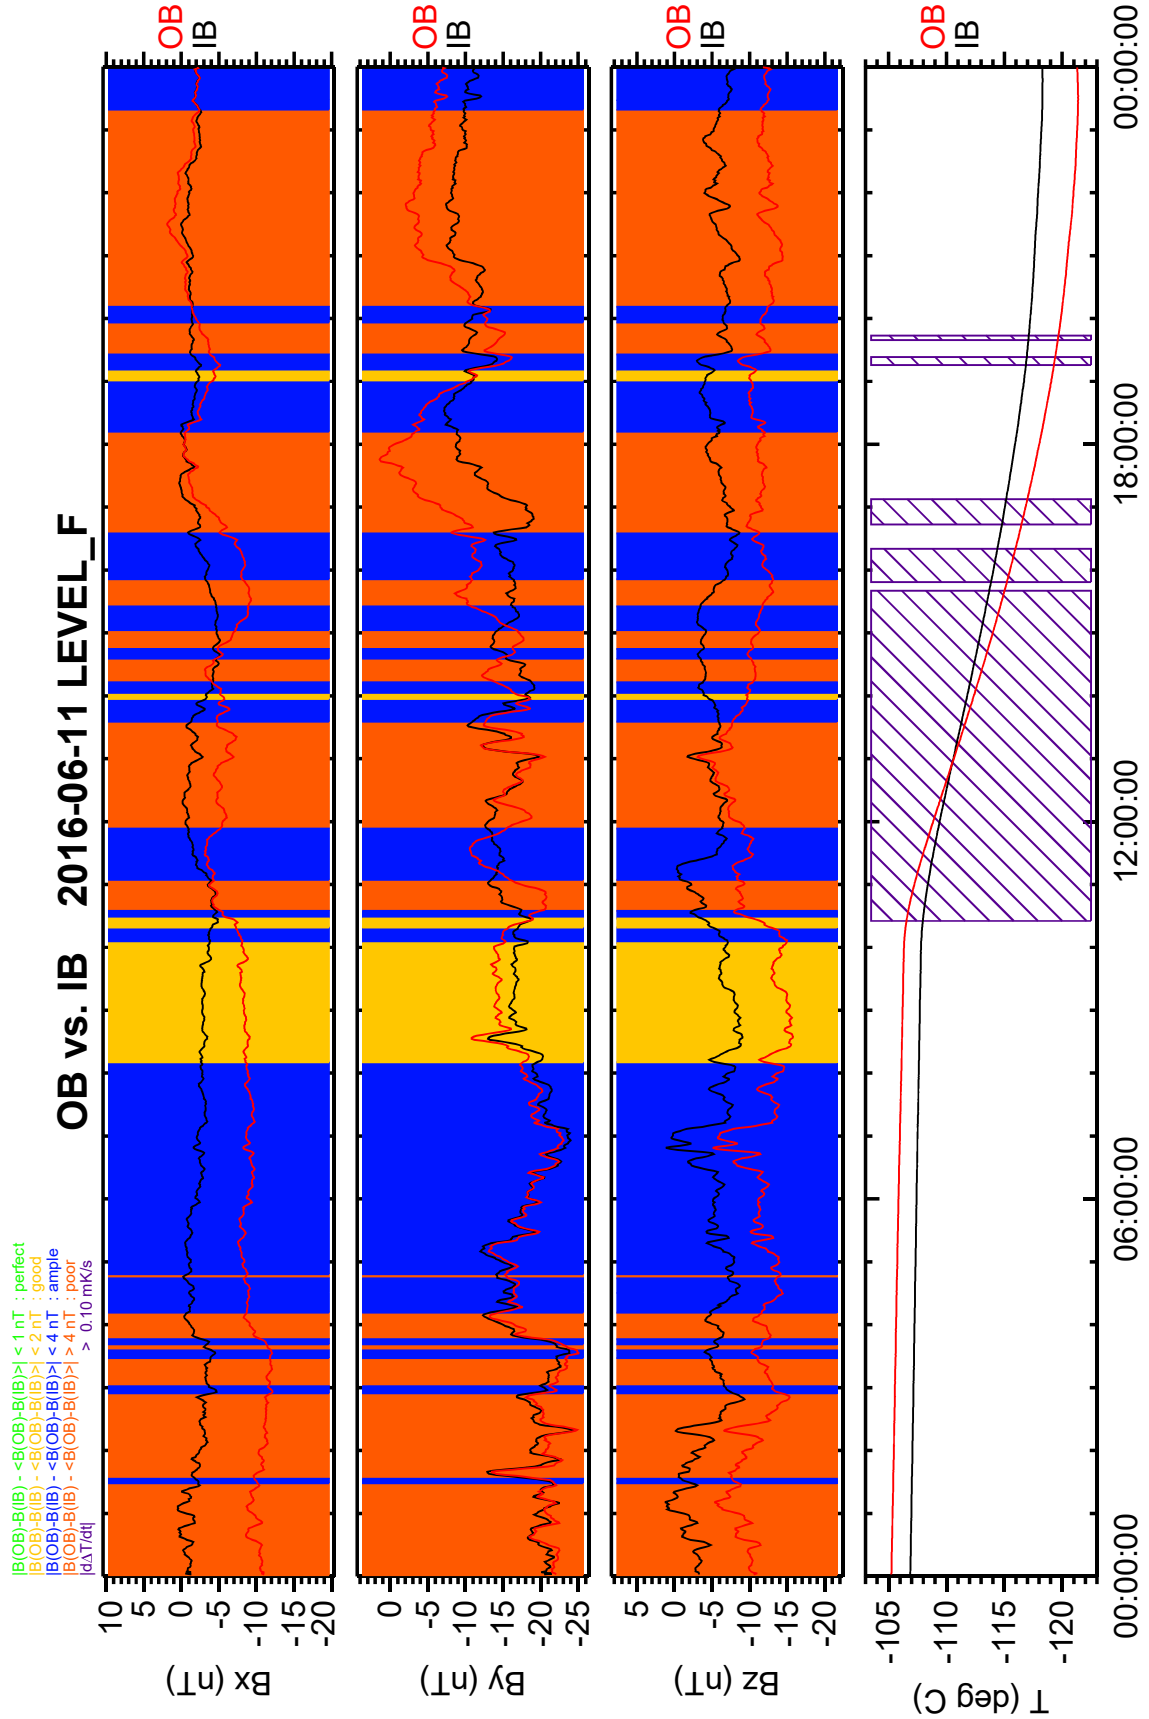 OB vs. IB 2016-06-11 LEVEL_F
|B(OB)-B(IB) - <B(OB)-B(IB)>| < 1 nT : perfect
|B(OB)-B(IB) - <B(OB)-B(IB)>| < 2 nT : good
|B(OB)-B(IB) - <B(OB)-B(IB)>| < 4 nT : ample
|B(OB)-B(IB) - <B(OB)-B(IB)>| > 4 nT : poor
|dΔT/dt| > 0.10 mK/s
Bx (nT)
10
5
0
-5
-10
-15
-20
OB
IB
By (nT)
0
-5
-10
-15
-20
-25
OB
IB
Bz (nT)
5
0
-5
-10
-15
-20
OB
IB
T (deg C)
-105
-110
-115
-120
OB
IB
00:00:00 06:00:00 12:00:00 18:00:00 00:00:00